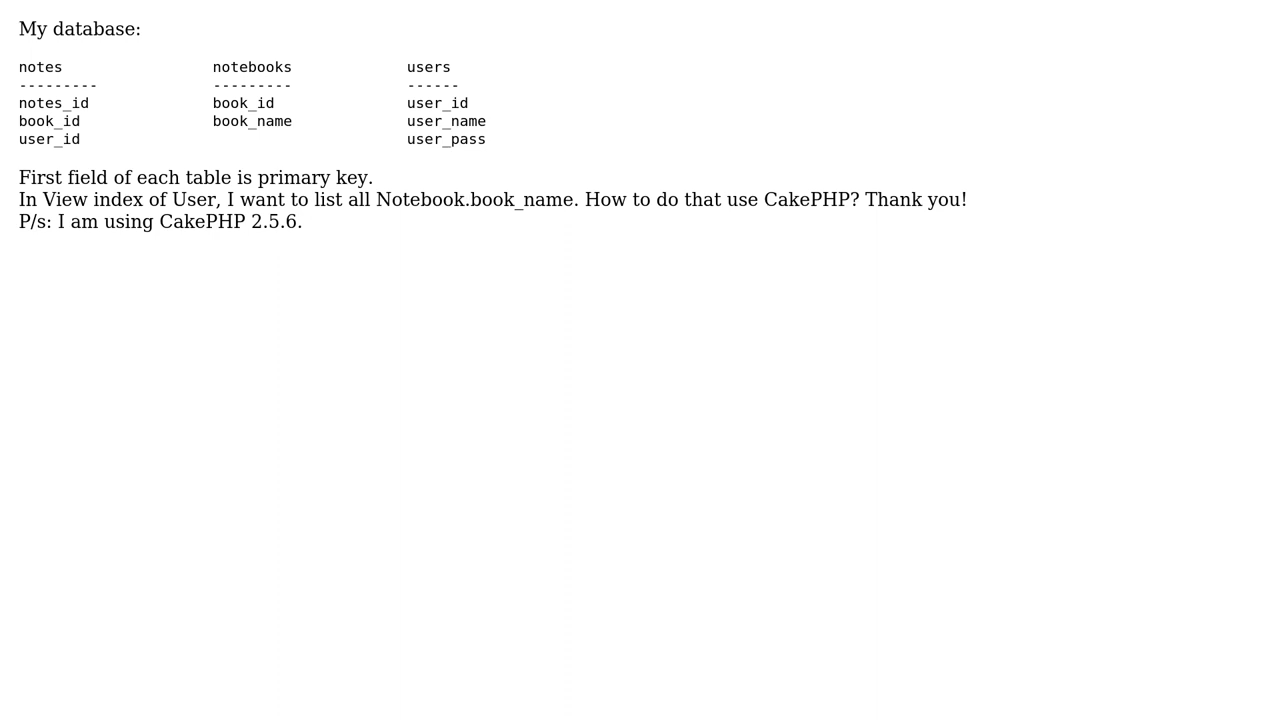 My database:
notes             notebooks             users
---------             ---------             ------
notes_id             book_id             user_id
book_id             book_name             user_name
user_id                                   user_pass
First field of each table is primary key.
In View index of User, I want to list all Notebook.book_name. How to do that use CakePHP? Thank you!
P/s: I am using CakePHP 2.5.6.